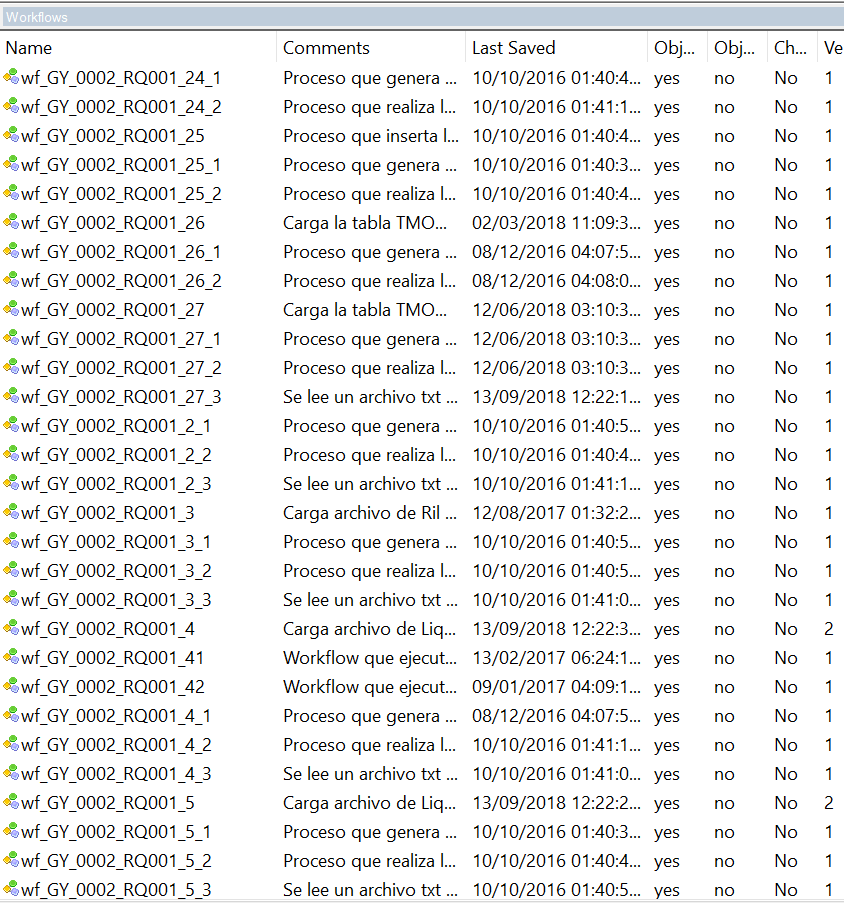 Workflows
Name Comments Last Saved Obj... Obj... Ch... Ve
wf_GY_0002_RQ001_24_1 Proceso que genera ... 10/10/2016 01:40:4... yes no No 1
wf_GY_0002_RQ001_24_2 Proceso que realiza l... 10/10/2016 01:41:1... yes no No 1
wf_GY_0002_RQ001_25 Proceso que inserta l... 10/10/2016 01:40:4... yes no No 1
wf_GY_0002_RQ001_25_1 Proceso que genera ... 10/10/2016 01:40:3... yes no No 1
wf_GY_0002_RQ001_25_2 Proceso que realiza l... 10/10/2016 01:40:4... yes no No 1
wf_GY_0002_RQ001_26 Carga la tabla TMO... 02/03/2018 11:09:3... yes no No 1
wf_GY_0002_RQ001_26_1 Proceso que genera ... 08/12/2016 04:07:5... yes no No 1
wf_GY_0002_RQ001_26_2 Proceso que realiza l... 08/12/2016 04:08:0... yes no No 1
wf_GY_0002_RQ001_27 Carga la tabla TMO... 12/06/2018 03:10:3... yes no No 1
wf_GY_0002_RQ001_27_1 Proceso que genera ... 12/06/2018 03:10:3... yes no No 1
wf_GY_0002_RQ001_27_2 Proceso que realiza l... 12/06/2018 03:10:3... yes no No 1
wf_GY_0002_RQ001_27_3 Se lee un archivo txt ... 13/09/2018 12:22:1... yes no No 1
wf_GY_0002_RQ001_2_1 Proceso que genera ... 10/10/2016 01:40:5... yes no No 1
wf_GY_0002_RQ001_2_2 Proceso que realiza l... 10/10/2016 01:40:4... yes no No 1
wf_GY_0002_RQ001_2_3 Se lee un archivo txt ... 10/10/2016 01:41:1... yes no No 1
wf_GY_0002_RQ001_3 Carga archivo de Ril ... 12/08/2017 01:32:2... yes no No 1
wf_GY_0002_RQ001_3_1 Proceso que genera ... 10/10/2016 01:40:5... yes no No 1
wf_GY_0002_RQ001_3_2 Proceso que realiza l... 10/10/2016 01:40:5... yes no No 1
wf_GY_0002_RQ001_3_3 Se lee un archivo txt ... 10/10/2016 01:41:0... yes no No 1
wf_GY_0002_RQ001_4 Carga archivo de Liq... 13/09/2018 12:22:3... yes no No 2
wf_GY_0002_RQ001_41 Workflow que ejecut... 13/02/2017 06:24:1... yes no No 1
wf_GY_0002_RQ001_42 Workflow que ejecut... 09/01/2017 04:09:1... yes no No 1
wf_GY_0002_RQ001_4_1 Proceso que genera ... 08/12/2016 04:07:5... yes no No 1
wf_GY_0002_RQ001_4_2 Proceso que realiza l... 10/10/2016 01:41:1... yes no No 1
wf_GY_0002_RQ001_4_3 Se lee un archivo txt ... 10/10/2016 01:41:0... yes no No 1
wf_GY_0002_RQ001_5 Carga archivo de Liq... 13/09/2018 12:22:2... yes no No 2
wf_GY_0002_RQ001_5_1 Proceso que genera ... 10/10/2016 01:40:3... yes no No 1
wf_GY_0002_RQ001_5_2 Proceso que realiza l... 10/10/2016 01:40:4... yes no No 1
wf_GY_0002_RQ001_5_3 Se lee un archivo txt ... 10/10/2016 01:40:5... yes no No 1